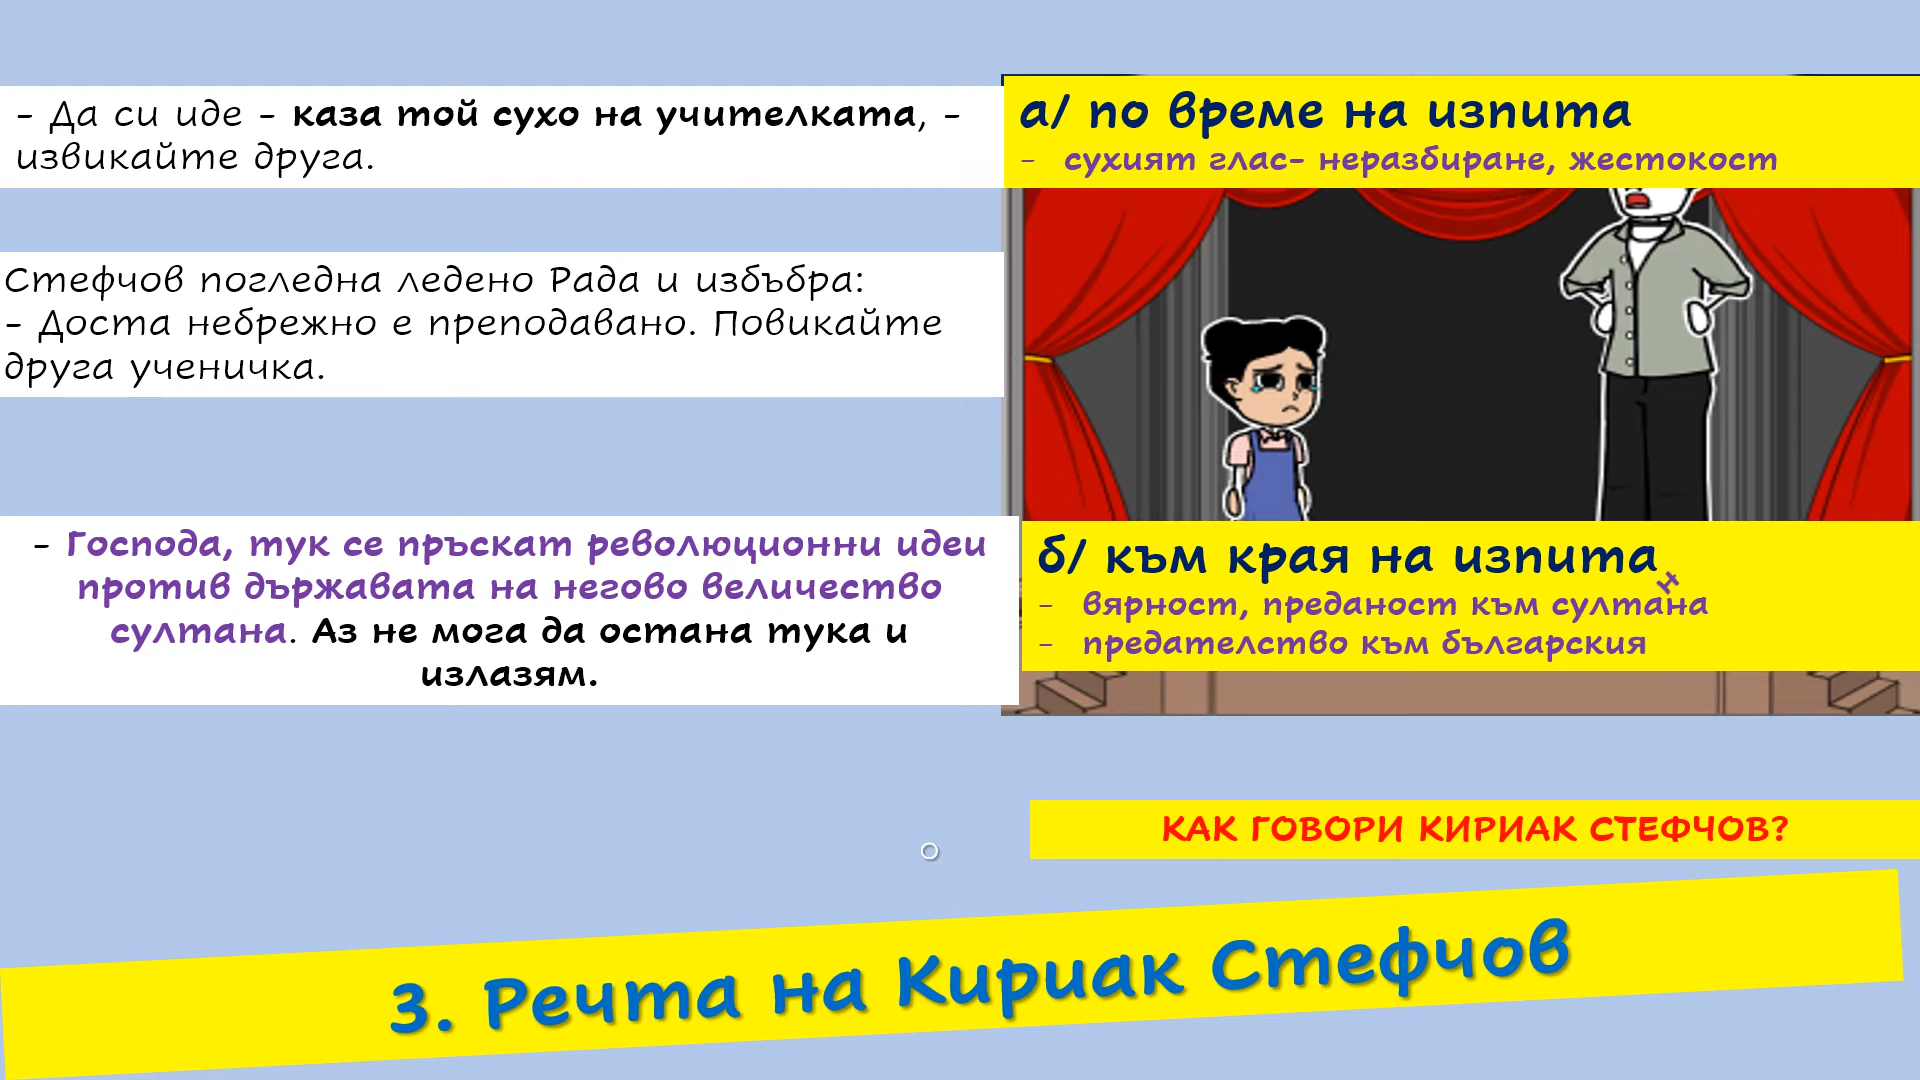 - Да си иде - каза той сухо на учителката, -
извикайте друга.
а/ по време на изпита
- сухият глас- неразбиране, жестокост
Стефчов погледна ледено Рада и избъбра:
- Доста небрежно е преподавано. Повикайте
друга ученичка.
- Господа, тук се пръскат революционни идеи
против държавата на негово величество
султана. Аз не мога да остана тука и
излазям.
б/ към края на изпита
- вярност, преданост към султана
- предателство към българския
н
КАК ГОВОРИ КИРИАК СТЕФЧОВ?
3. Речта на Кириак Стефчов